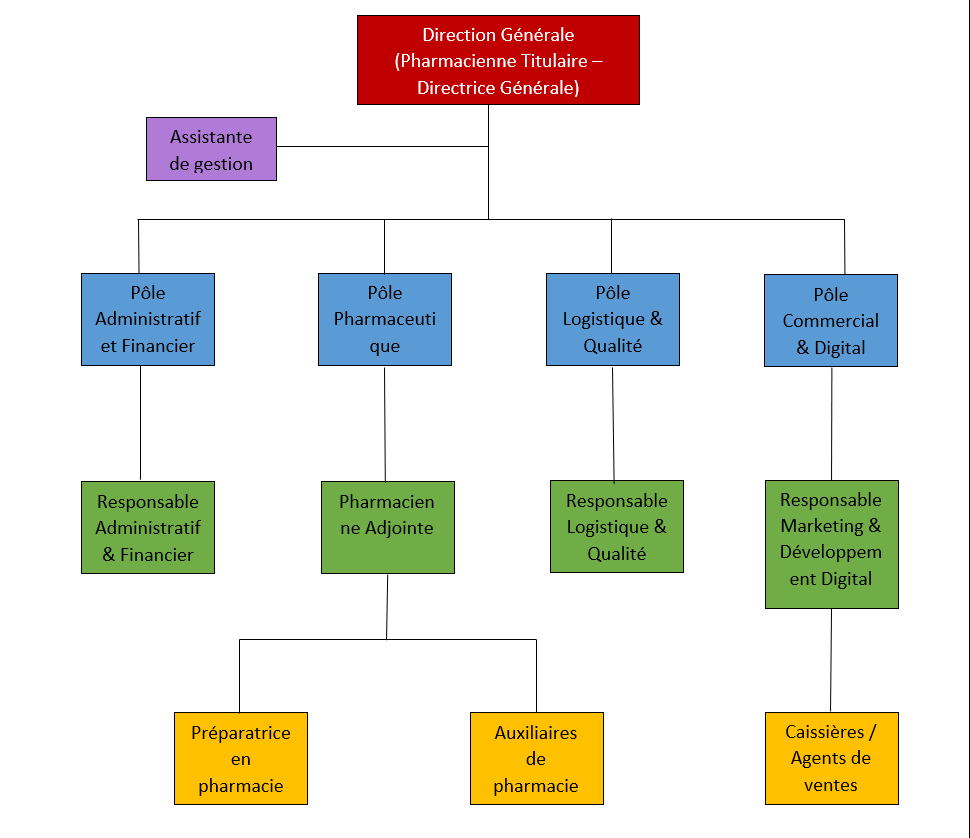 Direction Générale
(Pharmacienne Titulaire –
Directrice Générale)
Assistante
de gestion
Pôle
Administratif
et Financier
Pôle
Pharmaceuti
que
Pôle
Logistique &
Qualité
Pôle
Commercial
& Digital
Responsable
Administratif
& Financier
Pharmacien
ne Adjointe
Responsable
Logistique &
Qualité
Responsable
Marketing &
Développem
ent Digital
Préparatrice
en
pharmacie
Auxiliaires
de
pharmacie
Caissières /
Agents de
ventes